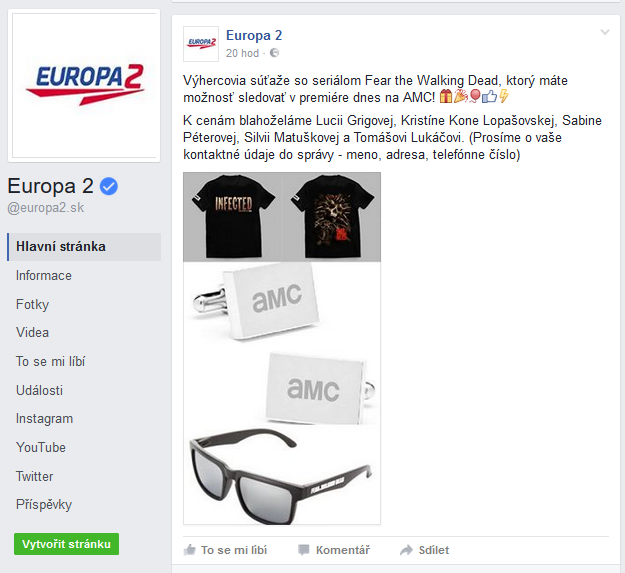 EUROPA2
Europa 2
@europa2.sk
Hlavní stránka
Informace
Fotky
Videa
To se mi líbí
Události
Instagram
YouTube
Twitter
Příspěvky
Vytvořit stránku
EUROPA2
Europa 2
20 hod
Výhercovia súťaže so seriálom Fear the Walking Dead, ktorý máte
možnosť sledovať v premiére dnes na AMC!
K cenám blahoželáme Lucii Grigovej, Kristíne Kone Lopašovskej, Sabine
Péterovej, Silvii Matuškovej a Tomášovi Lukáčovi. (Prosíme o vaše
kontaktné údaje do správy - meno, adresa, telefónne číslo)
INFECTED
aMC
aMC
To se mi líbí
Komentář
Sdílet